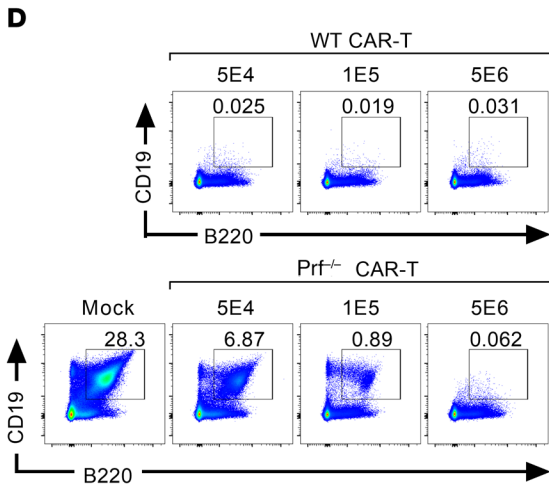 D
WT CAR-T
5E4 1E5 5E6
0.025 0.019 0.031
CD19
B220
Prf–/– CAR-T
Mock 5E4 1E5 5E6
28.3 6.87 0.89 0.062
CD19
B220